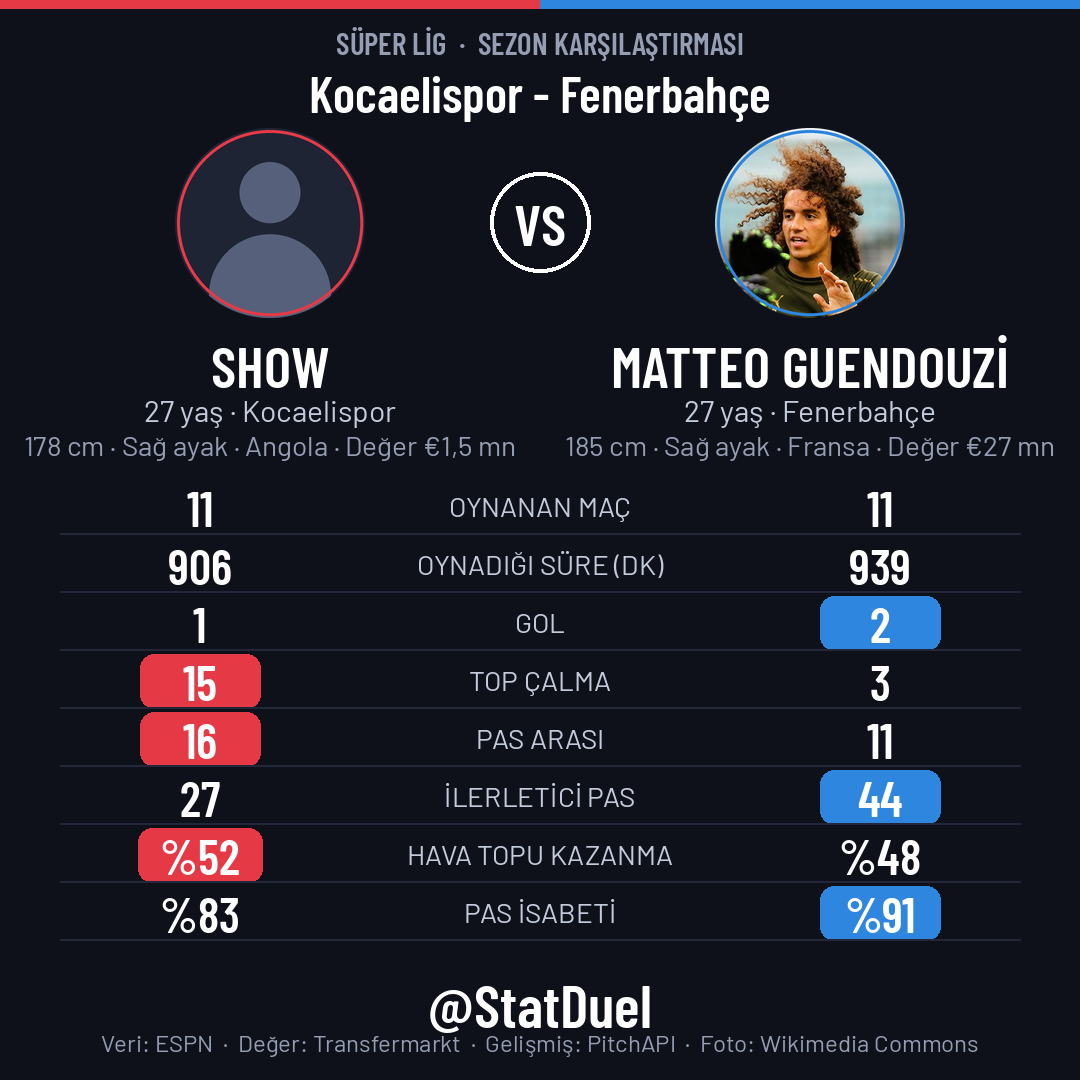 SÜPER LİG · SEZON KARŞILAŞTIRMASI
Kocaelispor - Fenerbahçe
VS
SHOW
MATTEO GUENDOUZİ
27 yaş · Kocaelispor
27 yaş · Fenerbahçe
178 cm · Sağ ayak · Angola · Değer €1,5 mn
185 cm · Sağ ayak · Fransa · Değer €27 mn
11 OYNANAN MAÇ 11
906 OYNADIĞI SÜRE (DK) 939
1 GOL 2
15 TOP ÇALMA 3
16 PAS ARASI 11
27 İLERLETİCİ PAS 44
%52 HAVA TOPU KAZANMA %48
%83 PAS İSABETİ %91
@StatDuel
Veri: ESPN · Değer: Transfermarkt · Gelişmiş: PitchAPI · Foto: Wikimedia Commons